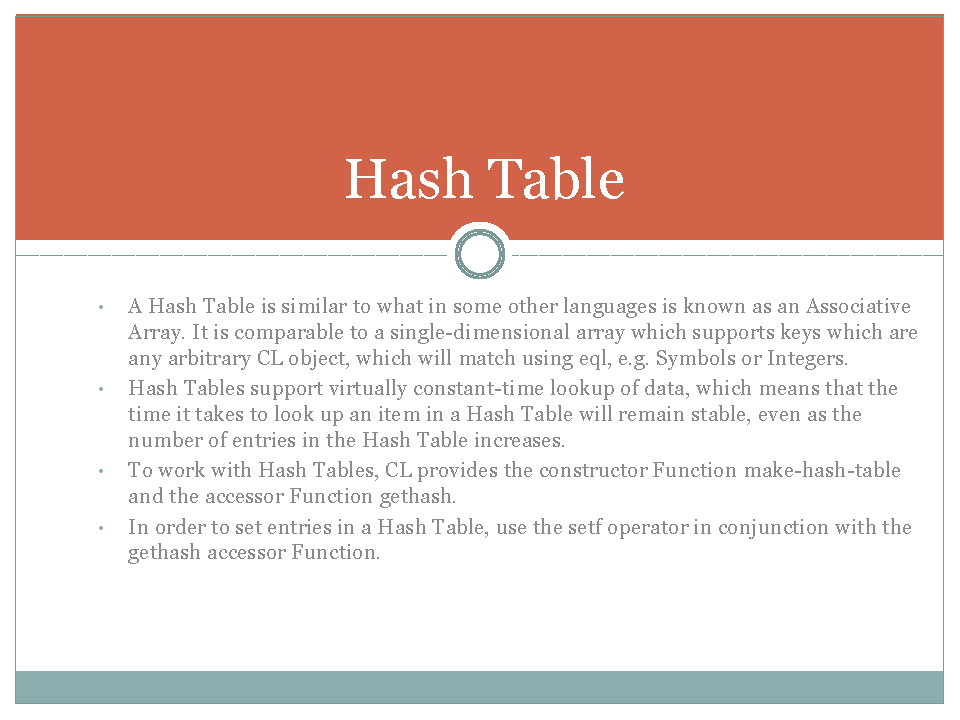 Hash Table
• A Hash Table is similar to what in some other languages is known as an Associative
Array. It is comparable to a single-dimensional array which supports keys which are
any arbitrary CL object, which will match using eql, e.g. Symbols or Integers.
• Hash Tables support virtually constant-time lookup of data, which means that the
time it takes to look up an item in a Hash Table will remain stable, even as the
number of entries in the Hash Table increases.
• To work with Hash Tables, CL provides the constructor Function make-hash-table
and the accessor Function gethash.
• In order to set entries in a Hash Table, use the setf operator in conjunction with the
gethash accessor Function.